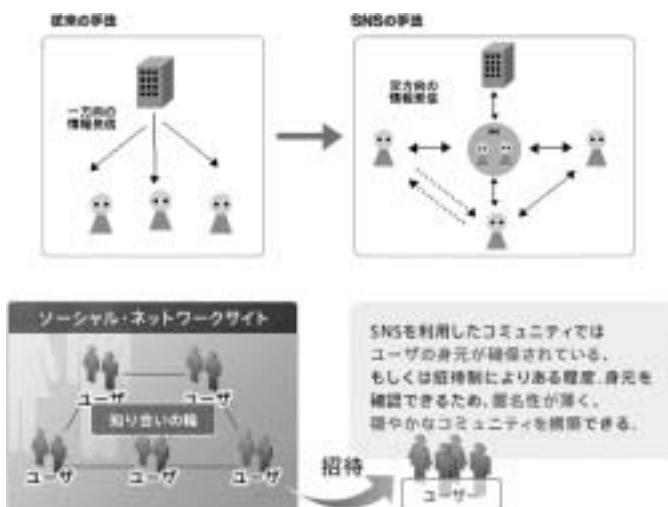 従来の手法
SNSの手法
一方向の
情報発信
双方向の
情報発信
ソーシャル・ネットワークサイト
ユーザ
ユーザ
知り合いの輪
ユーザ
ユーザ
ユーザ
招待
ユーザー
SNSを利用したコミュニティでは
ユーザの身元が確保されている、
もしくは招待制によりある程度、身元を
確認できるため、匿名性が薄く、
穏やかなコミュニティを構築できる。